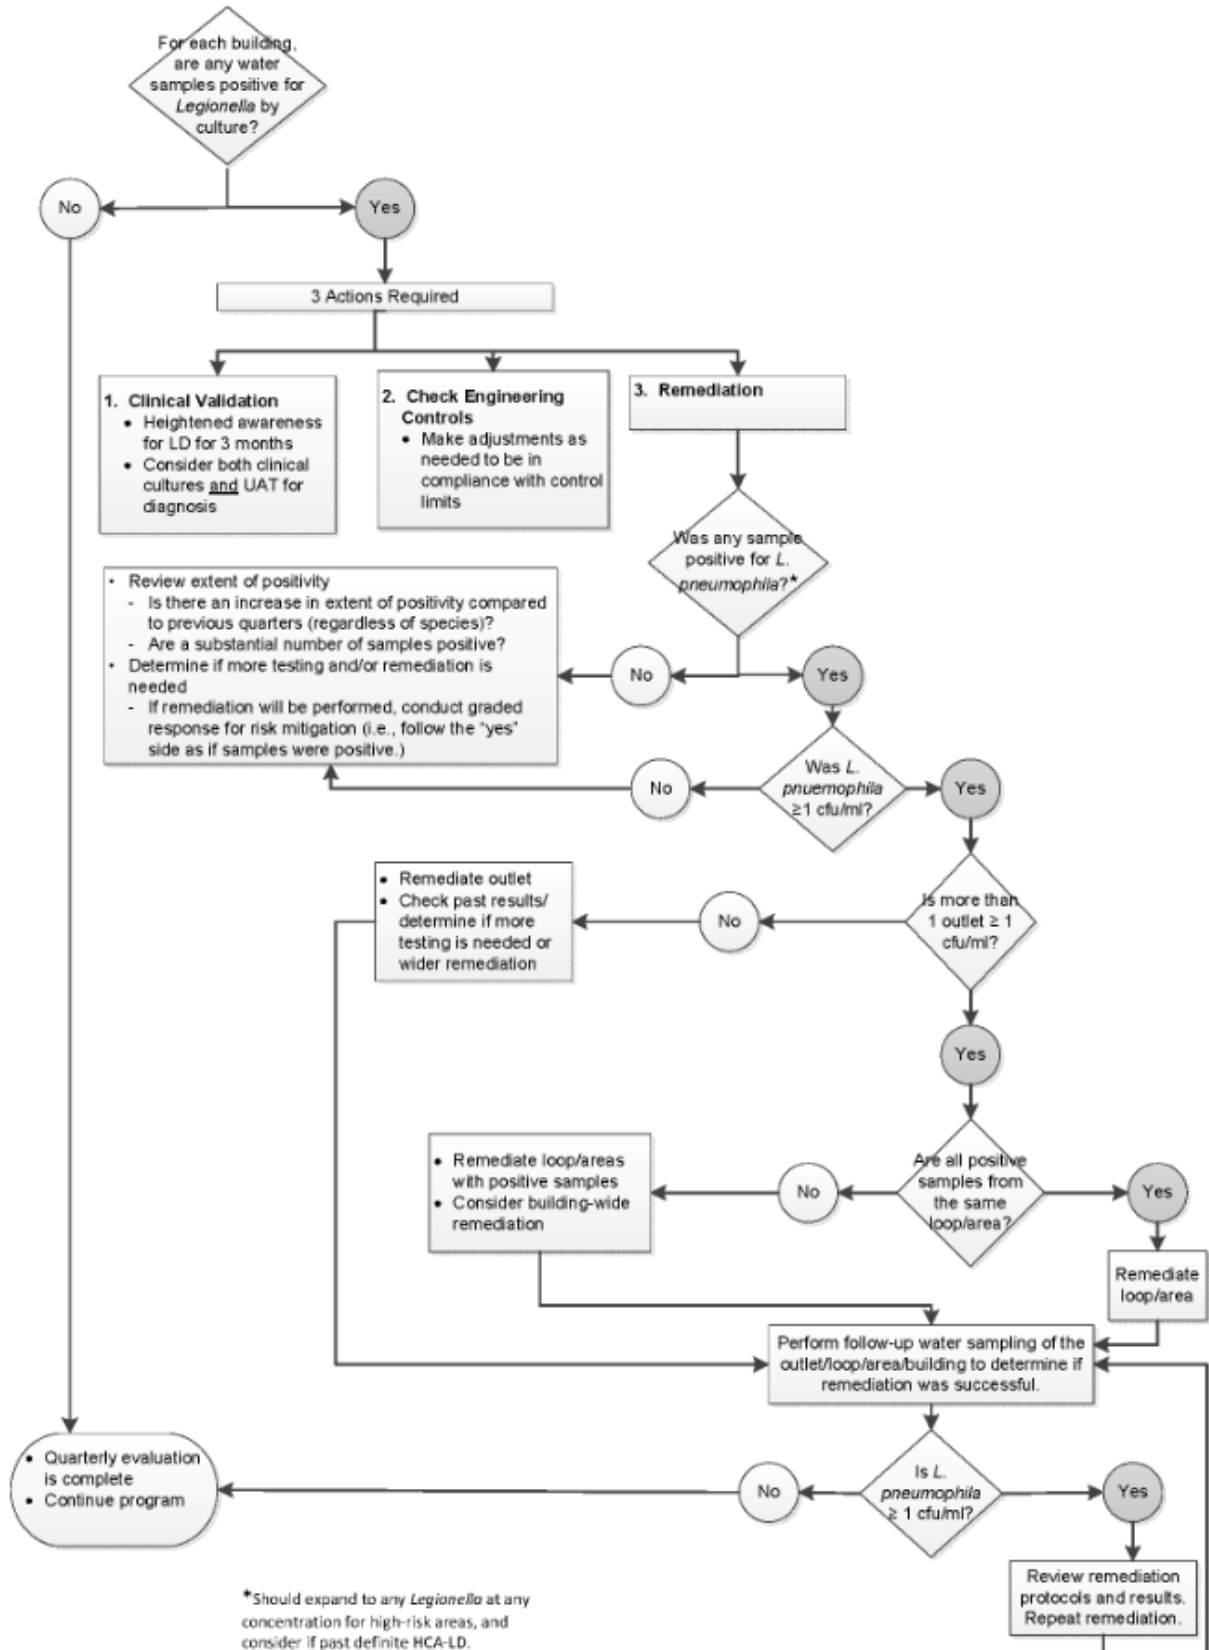 For each building,
are any water
samples positive for
Legionella by
culture?
No
Yes
3 Actions Required
1. Clinical Validation
• Heightened awareness
for LD for 3 months
• Consider both clinical
cultures and UAT for
diagnosis
2. Check Engineering
Controls
• Make adjustments as
needed to be in
compliance with control
limits
3. Remediation
Was any sample
positive for L.
pneumophila?*
• Review extent of positivity
- Is there an increase in extent of positivity compared
to previous quarters (regardless of species)?
- Are a substantial number of samples positive?
• Determine if more testing and/or remediation is
needed
- If remediation will be performed, conduct graded
response for risk mitigation (i.e., follow the "yes"
side as if samples were positive.)
No
Yes
Was L.
pnuemophila
≥1 cfu/ml?
No
Yes
• Remediate outlet
• Check past results/
determine if more
testing is needed or
wider remediation
No
Is more than
1 outlet ≥ 1
cfu/ml?
Yes
• Remediate loop/areas
with positive samples
• Consider building-wide
remediation
No
Are all positive
samples from
the same
loop/area?
Yes
Remediate
loop/area
Perform follow-up water sampling of the
outlet/loop/area/building to determine if
remediation was successful.
• Quarterly evaluation
is complete
• Continue program
No
Is L.
pneumophila
≥ 1 cfu/ml?
Yes
Review remediation
protocols and results.
Repeat remediation.
*Should expand to any Legionella at any
concentration for high-risk areas, and
consider if past definite HCA-LD.